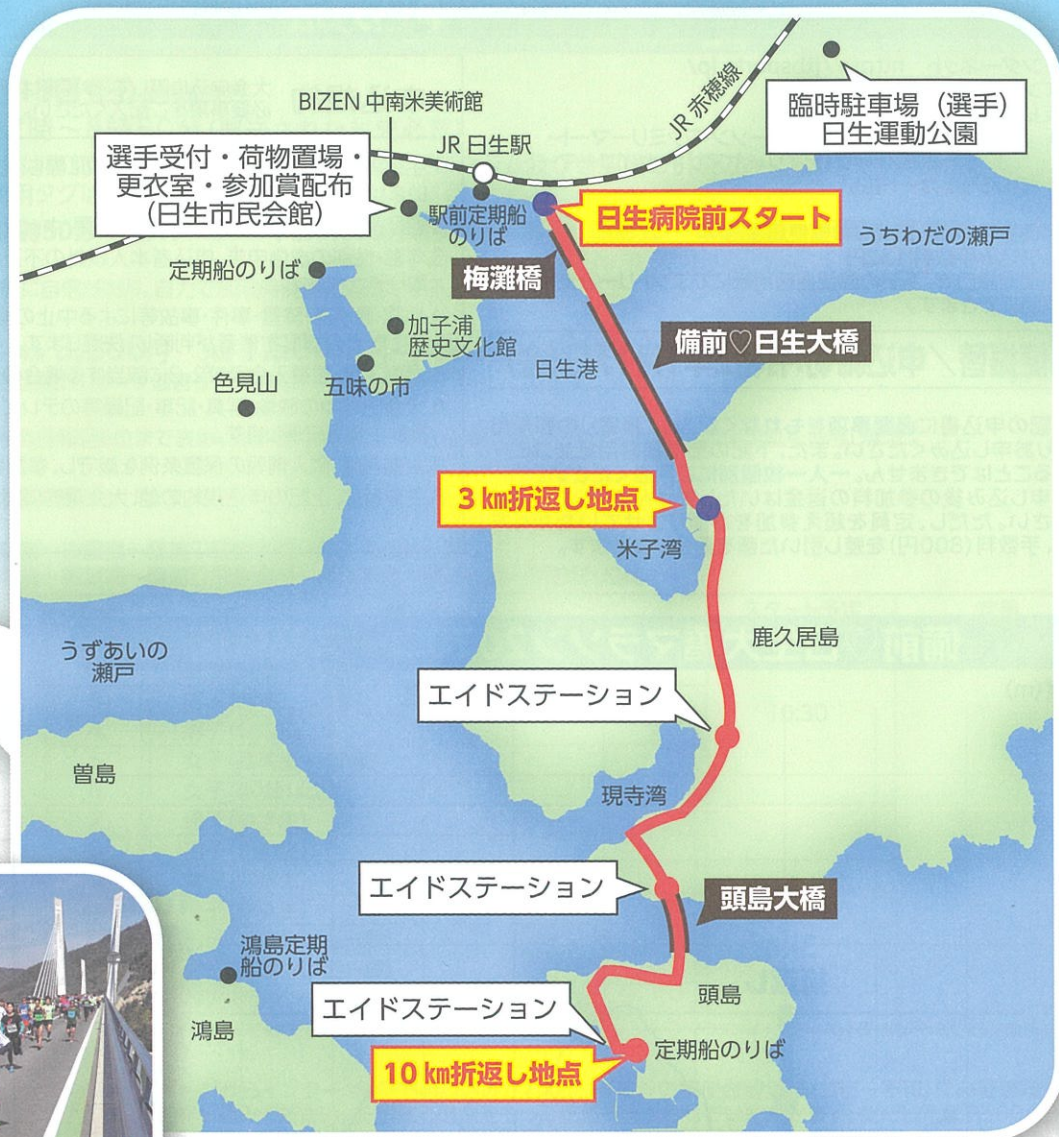 BIZEN 中南米美術館
JR 赤穂線
臨時駐車場（選手）
日生運動公園
JR 日生駅
選手受付・荷物置場・
更衣室・参加賞配布
（日生市民会館）
駅前定期船
のりば
日生病院前スタート
うちわだの瀬戸
定期船のりば
梅灘橋
加子浦
歴史文化館
備前♡日生大橋
日生港
色見山
五味の市
3 km折返し地点
米子湾
うずあいの
瀬戸
鹿久居島
エイドステーション
曽島
現寺湾
エイドステーション
頭島大橋
鴻島定期
船のりば
頭島
エイドステーション
鴻島
定期船のりば
10 km折返し地点